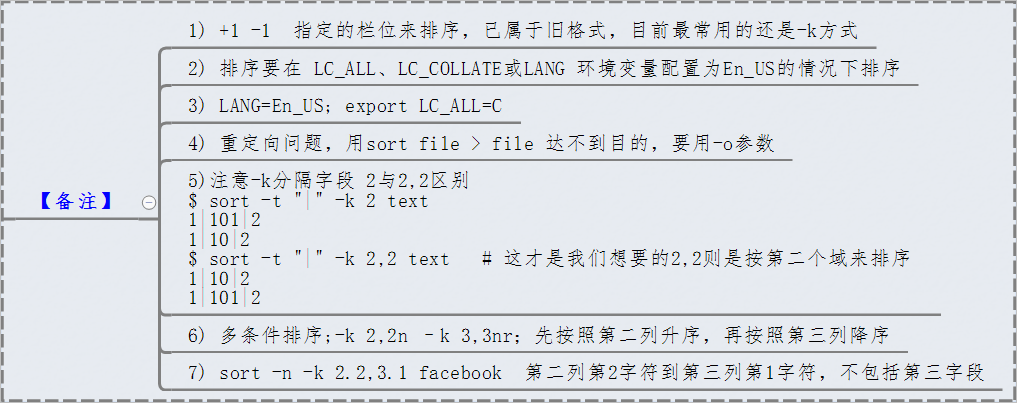 1) +1 -1 指定的栏位来排序，已属于旧格式，目前最常用的还是-k方式
2) 排序要在 LC_ALL、LC_COLLATE或LANG 环境变量配置为En_US的情况下排序
3) LANG=En_US; export LC_ALL=C
4) 重定向问题，用sort file > file 达不到目的，要用-o参数
【备注】
5)注意-k分隔字段 2与2,2区别
$ sort -t "|" -k 2 text
1|101|2
1|10|2
$ sort -t "|" -k 2,2 text # 这才是我们想要的2,2则是按第二个域来排序
1|10|2
1|101|2
6) 多条件排序;-k 2,2n -k 3,3nr; 先按照第二列升序，再按照第三列降序
7) sort -n -k 2.2,3.1 facebook 第二列第2字符到第三列第1字符，不包括第三字段